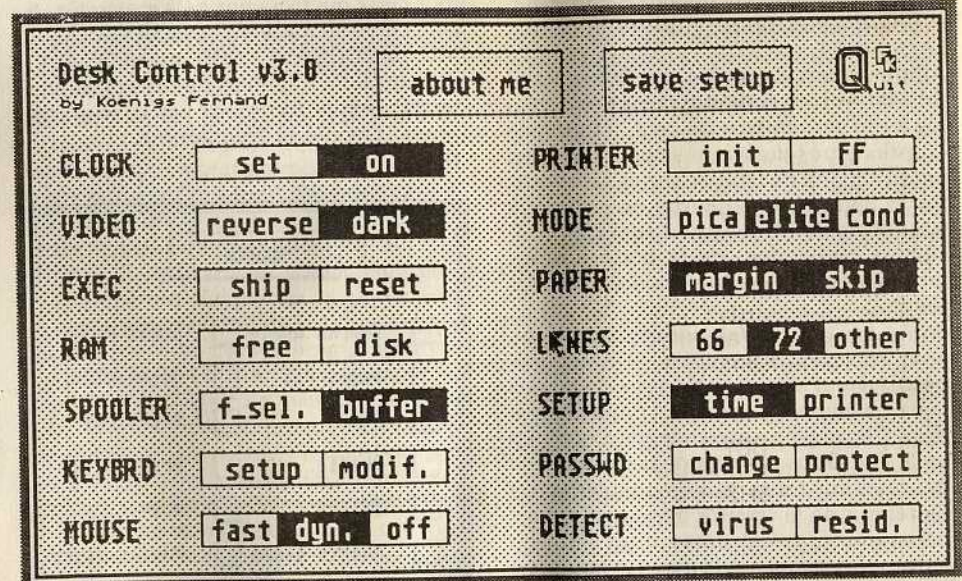 Desk Control v3.0
by Koenigs Fernand
about me
save setup
Quit
CLOCK set on
PRINTER init FF
VIDEO reverse dark
MODE pica elite cond
EXEC ship reset
PAPER margin skip
RAM free disk
LINES 66 72 other
SPOOLER f_sel. buffer
SETUP time printer
KEYBRD setup modif.
PASSWD change protect
MOUSE fast dyn. off
DETECT virus resid.